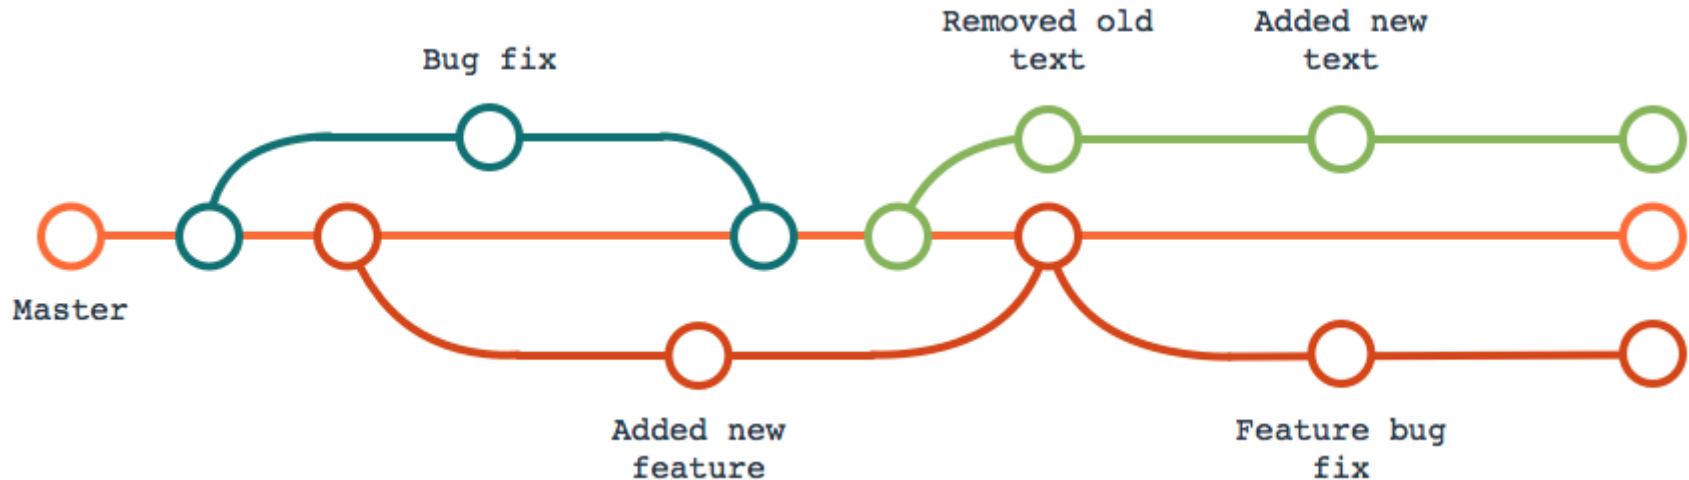 Removed old
text
Added new
text
Bug fix
Master
Added new
feature
Feature bug
fix